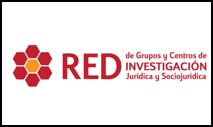 RED
de Grupos y Centros de
INVESTIGACIÓN
Jurídica y Sociojurídica